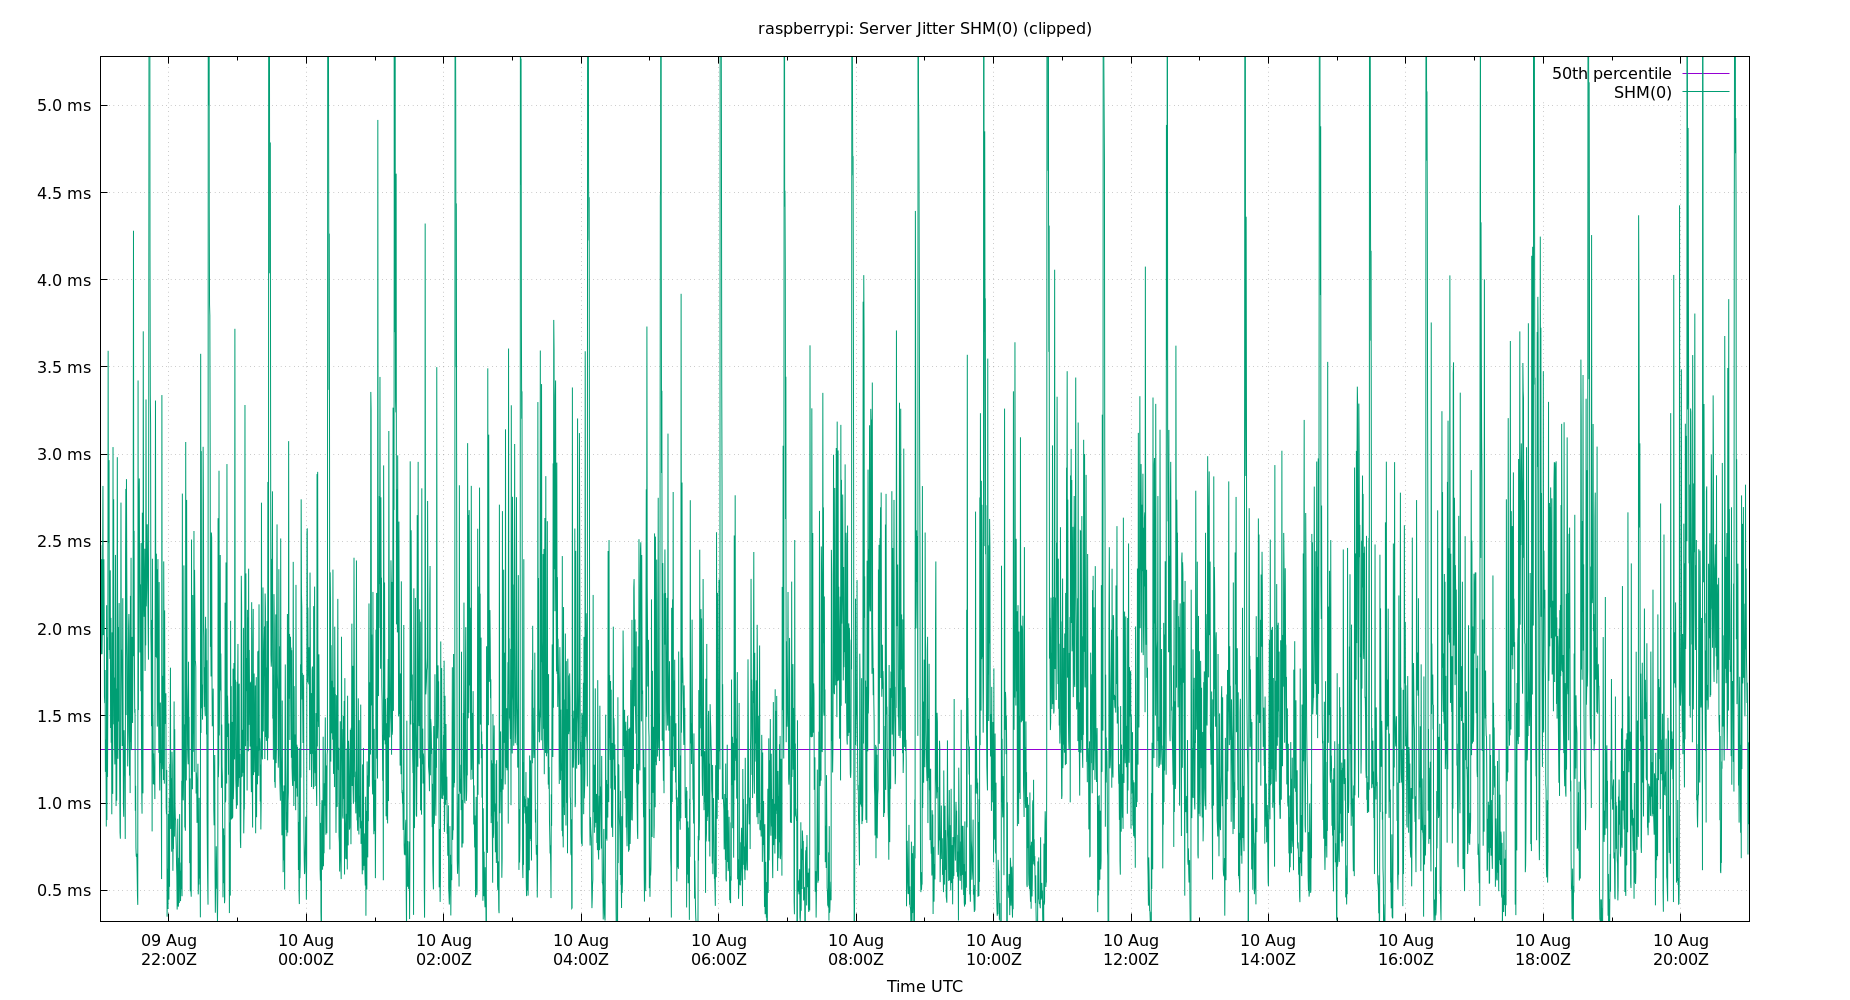 raspberrypi: Server Jitter SHM(0) (clipped)
50th percentile
SHM(0)
5.0 ms
4.5 ms
4.0 ms
3.5 ms
3.0 ms
2.5 ms
2.0 ms
1.5 ms
1.0 ms
0.5 ms
09 Aug 10 Aug 10 Aug 10 Aug 10 Aug 10 Aug 10 Aug 10 Aug 10 Aug 10 Aug 10 Aug 10 Aug
22:00Z 00:00Z 02:00Z 04:00Z 06:00Z 08:00Z 10:00Z 12:00Z 14:00Z 16:00Z 18:00Z 20:00Z
Time UTC